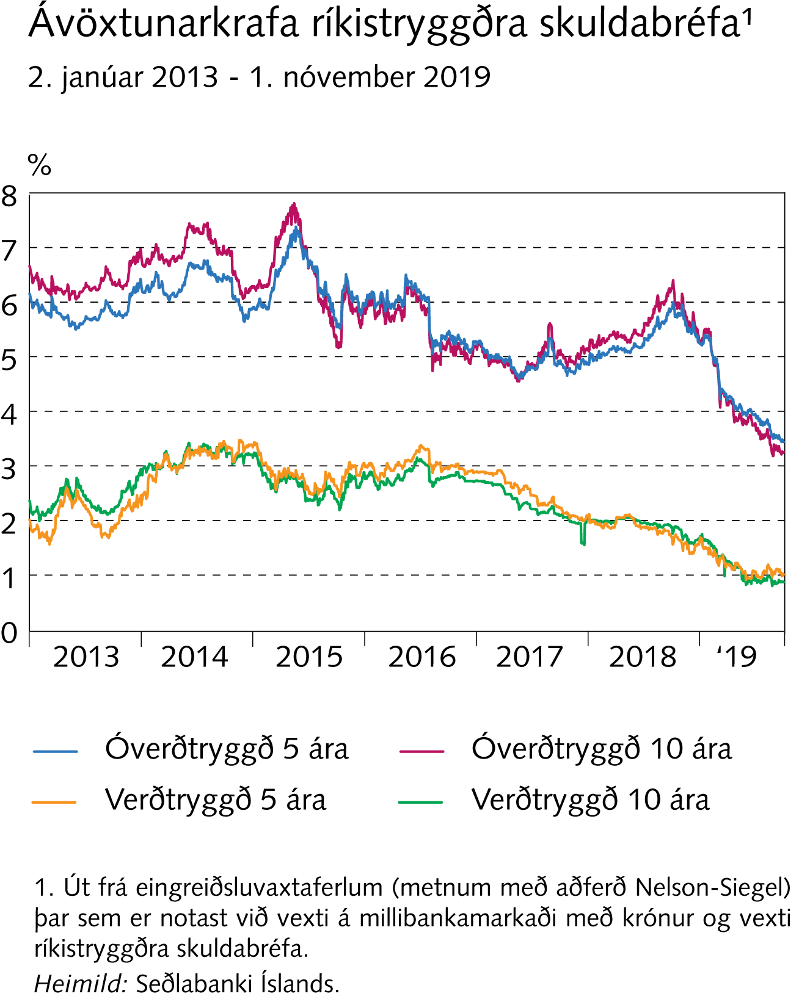 Ávöxtunarkrafa ríkistryggðra skuldabréfa¹
2. janúar 2013 - 1. nóvember 2019
%
8
7
6
5
4
3
2
1
0
2013 2014 2015 2016 2017 2018 ‘19
Óverðtryggð 5 ára Óverðtryggð 10 ára
Verðtryggð 5 ára Verðtryggð 10 ára
1. Út frá eingreiðsluvaxtaferlum (metnum með aðferð Nelson-Siegel)
þar sem er notast við vexti á millibankamarkaði með krónur og vexti
ríkistryggðra skuldabréfa.
Heimild: Seðlabanki Íslands.